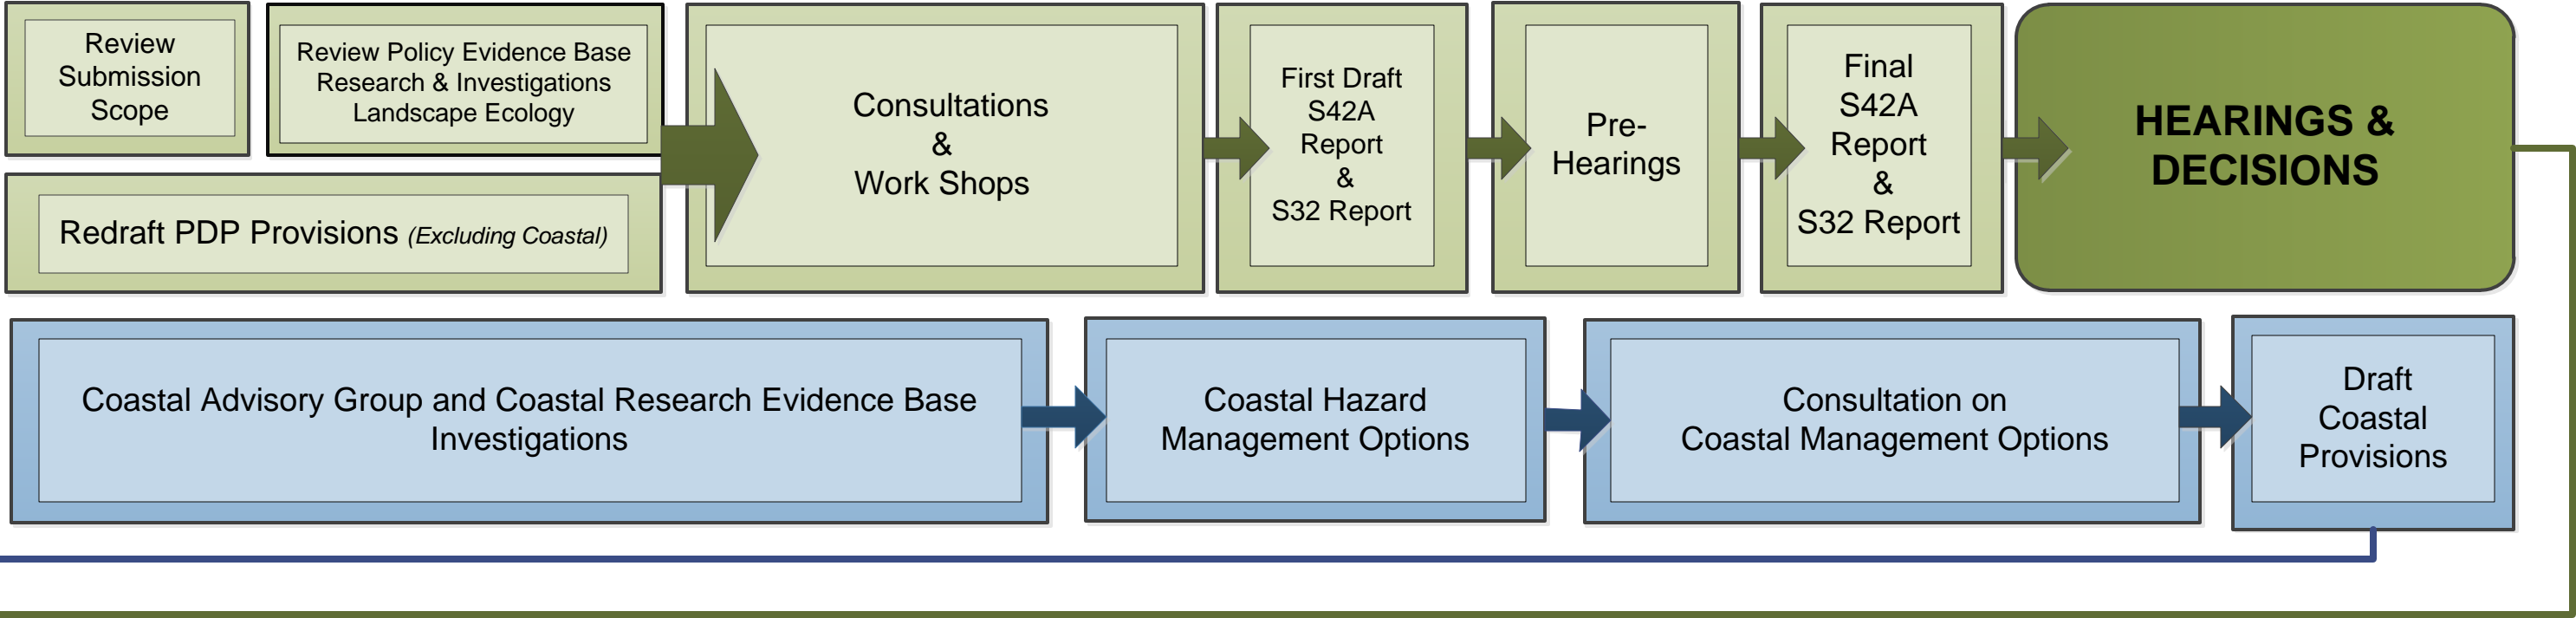 Review
Submission
Scope
Review Policy Evidence Base
Research & Investigations
Landscape Ecology
Redraft PDP Provisions (Excluding Coastal)
Consultations
&
Work Shops
First Draft
S42A
Report
&
S32 Report
Pre-
Hearings
Final
S42A
Report
&
S32 Report
HEARINGS &
DECISIONS
Coastal Advisory Group and Coastal Research Evidence Base
Investigations
Coastal Hazard
Management Options
Consultation on
Coastal Management Options
Draft
Coastal
Provisions